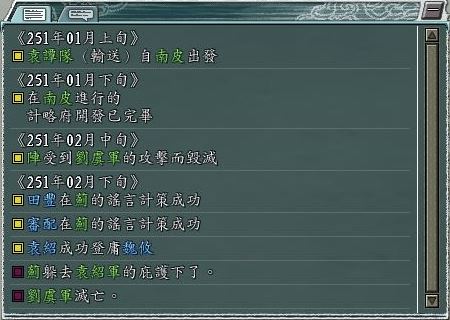 《251年01月上旬》
袁譚隊（輸送）自南皮出發
《251年01月下旬》
在南皮進行的
計略府開發已完畢
《251年02月中旬》
陣受到劉虞軍的攻擊而毀滅
《251年02月下旬》
田豐在薊的謠言計策成功
審配在薊的謠言計策成功
袁紹成功登庸魏攸
薊躲去袁紹軍的庇護下了。
劉虞軍滅亡。